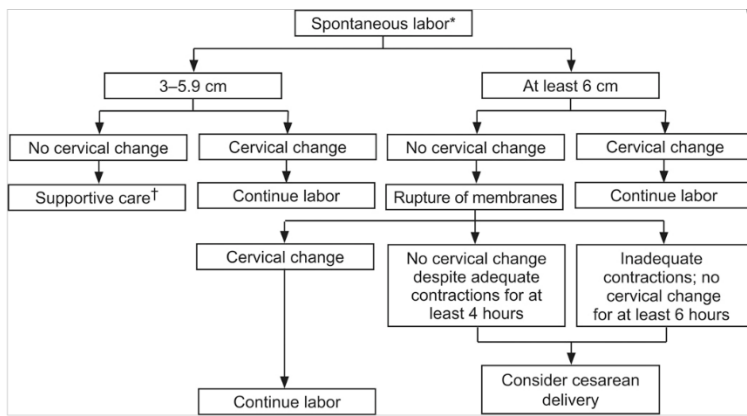 Spontaneous labor*
3–5.9 cm
At least 6 cm
No cervical change
Cervical change
No cervical change
Cervical change
Supportive care†
Continue labor
Rupture of membranes
Continue labor
Cervical change
No cervical change
despite adequate
contractions for at
least 4 hours
Inadequate
contractions; no
cervical change
for at least 6 hours
Continue labor
Consider cesarean
delivery